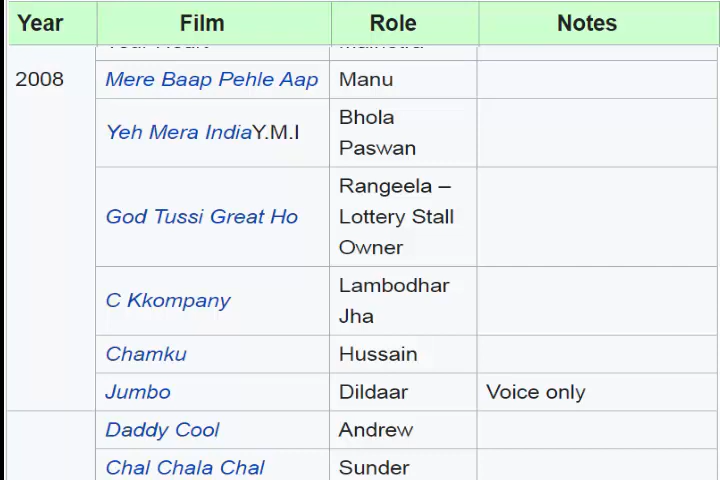 Year Film Role Notes
2008 Mere Baap Pehle Aap Manu
Yeh Mera IndiaY.M.I Bhola Paswan
God Tussi Great Ho Rangeela – Lottery Stall Owner
C Kkompany Lambodhar Jha
Chamku Hussain
Jumbo Dildaar Voice only
Daddy Cool Andrew
Chal Chala Chal Sunder